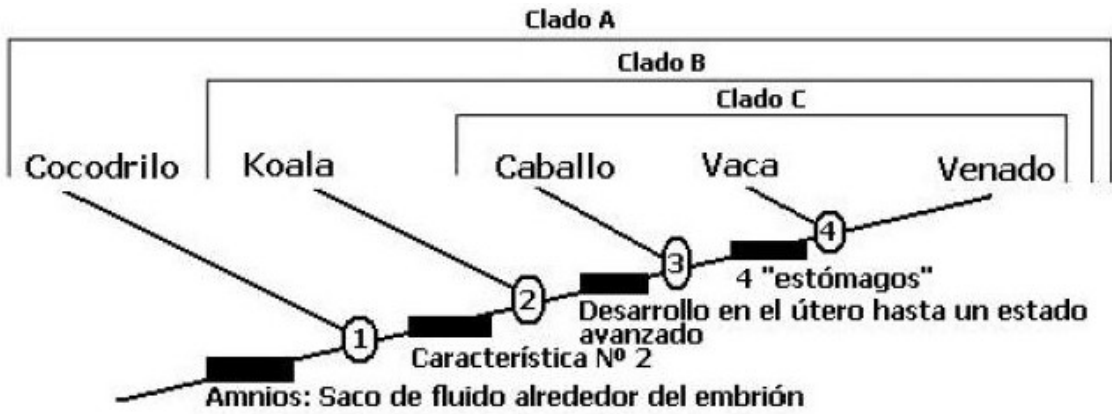 Clado A
Clado B
Clado C
Cocodrilo
Koala
Caballo
Vaca
Venado
4
3
4 "estómagos"
2
Desarrollo en el útero hasta un estado
avanzado
1
Característica Nº 2
Amnios: Saco de fluido alrededor del embrión